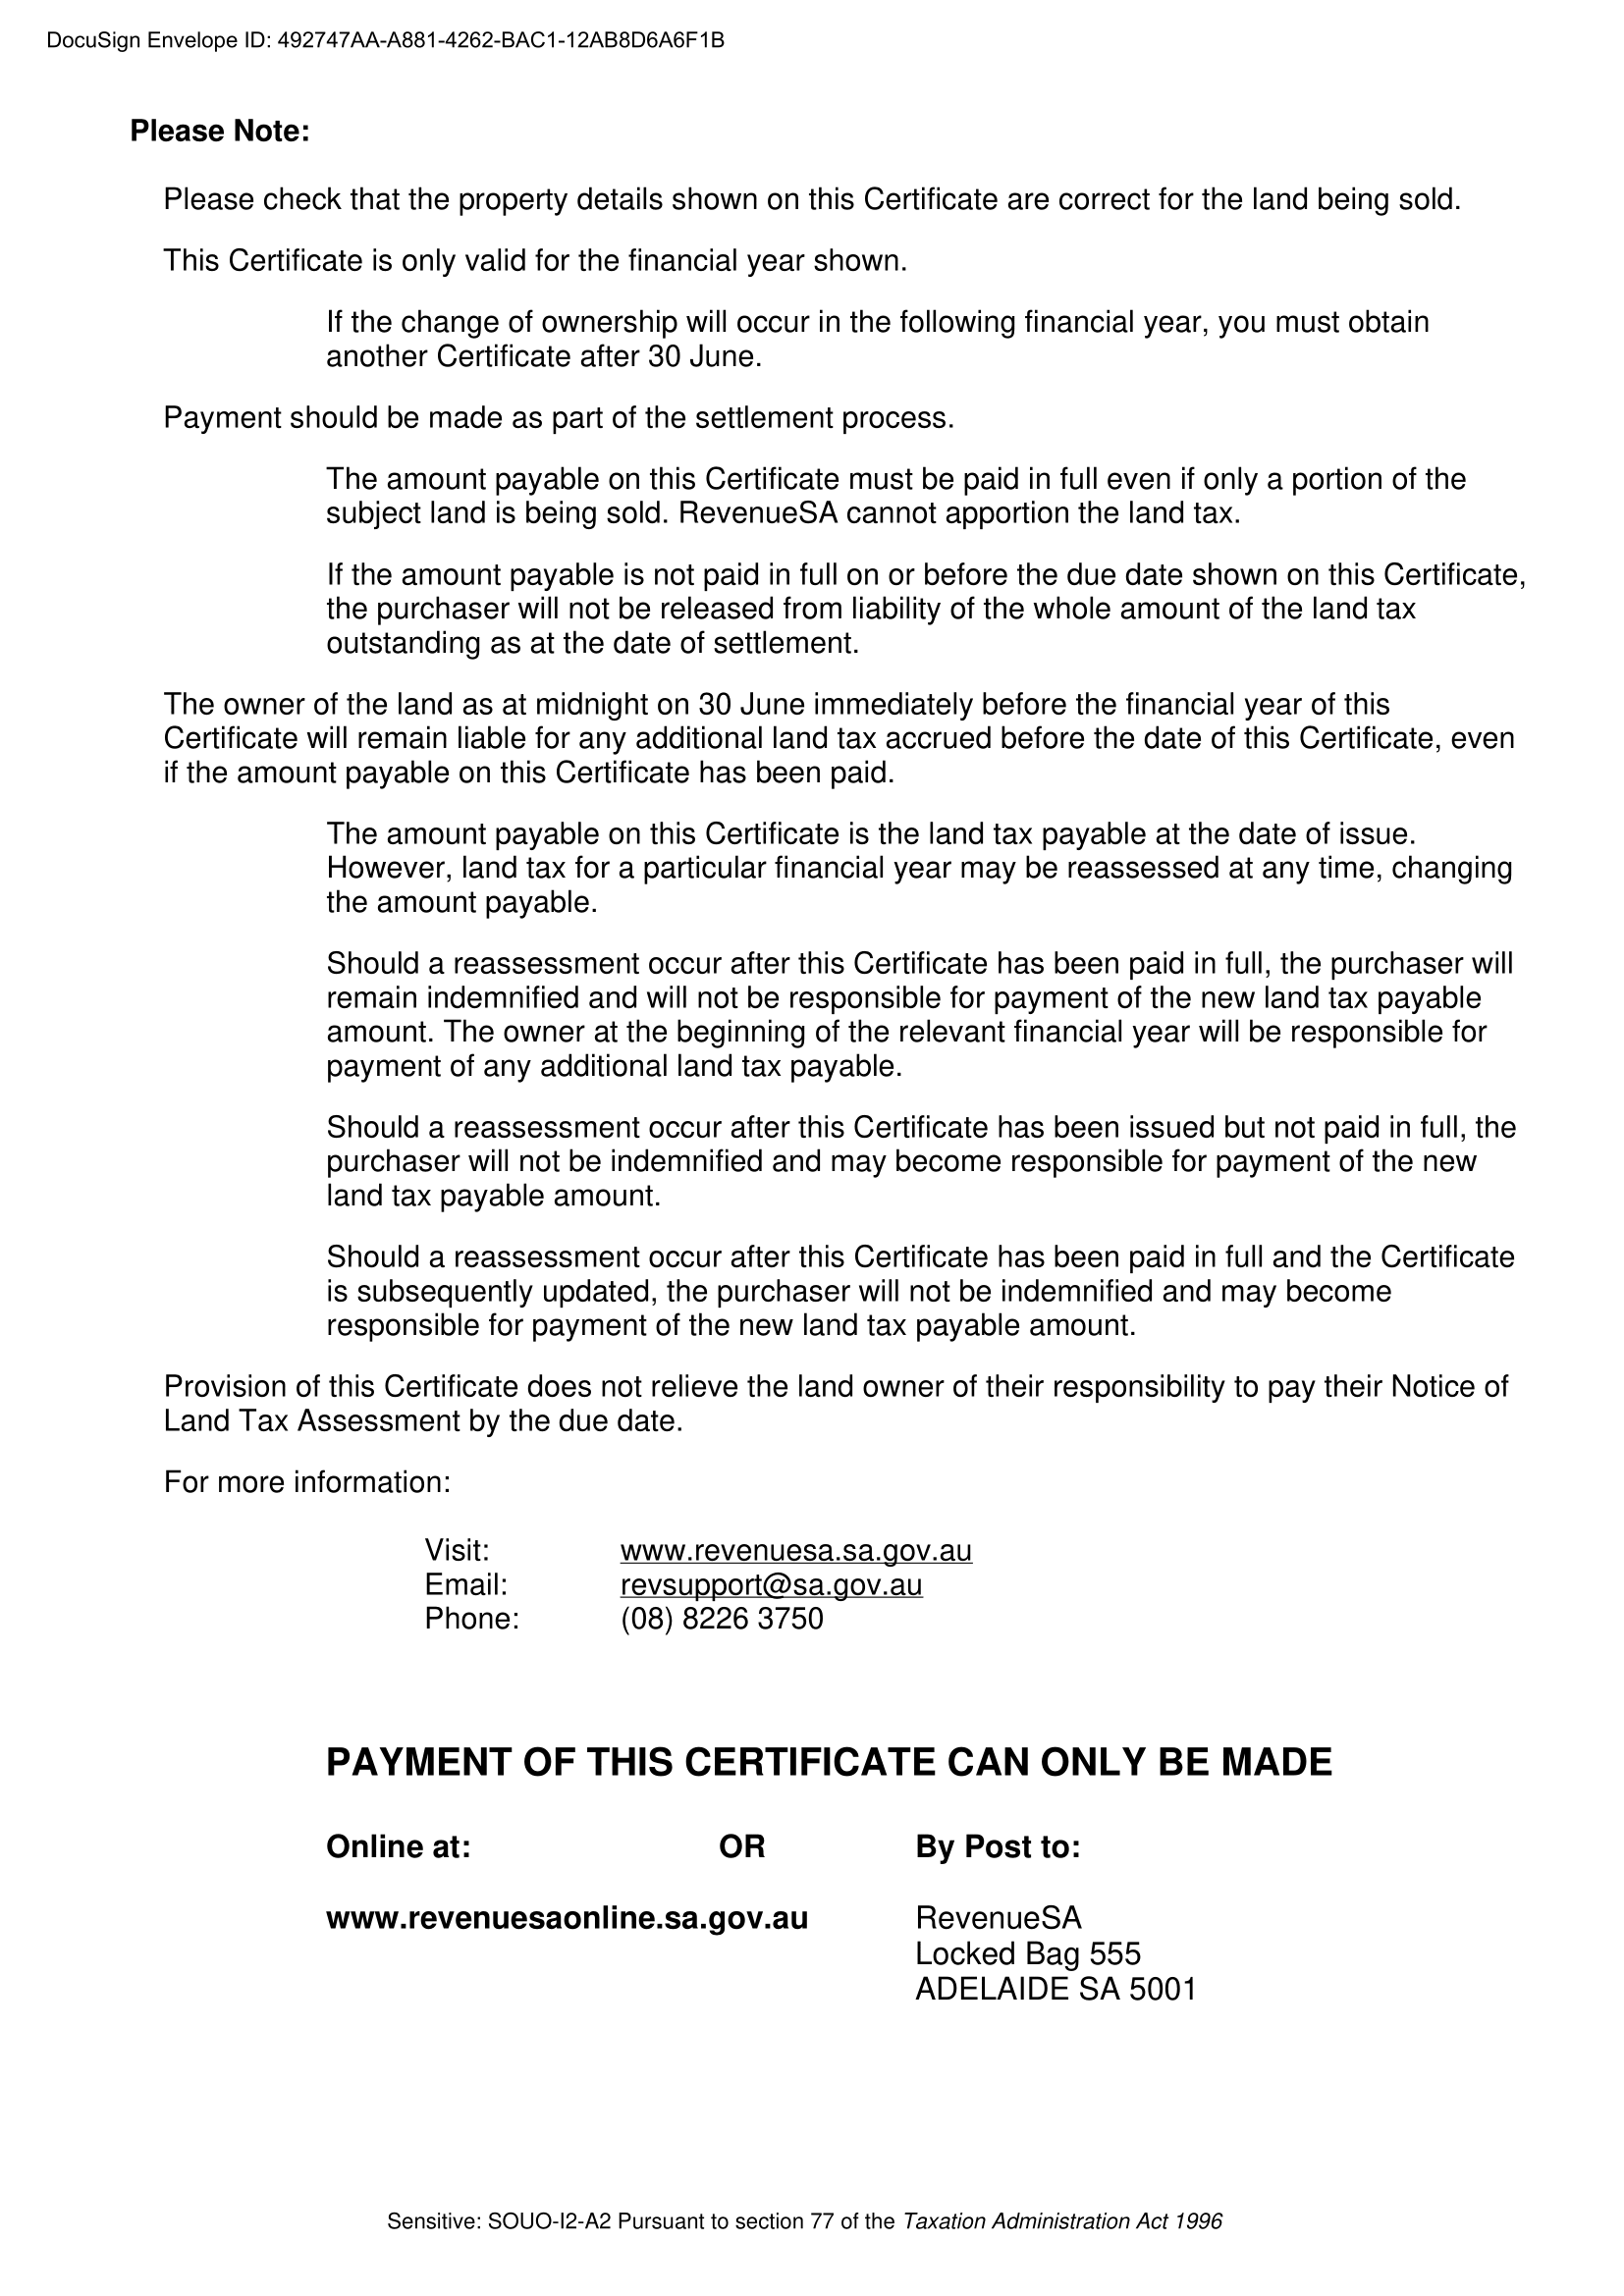 DocuSign Envelope ID: 492747AA-A881-4262-BAC1-12AB8D6A6F1B
Please Note:
Please check that the property details shown on this Certificate are correct for the land being sold.
This Certificate is only valid for the financial year shown.
If the change of ownership will occur in the following financial year, you must obtain
another Certificate after 30 June.
Payment should be made as part of the settlement process.
The amount payable on this Certificate must be paid in full even if only a portion of the
subject land is being sold. RevenueSA cannot apportion the land tax.
If the amount payable is not paid in full on or before the due date shown on this Certificate,
the purchaser will not be released from liability of the whole amount of the land tax
outstanding as at the date of settlement.
The owner of the land as at midnight on 30 June immediately before the financial year of this
Certificate will remain liable for any additional land tax accrued before the date of this Certificate, even
if the amount payable on this Certificate has been paid.
The amount payable on this Certificate is the land tax payable at the date of issue.
However, land tax for a particular financial year may be reassessed at any time, changing
the amount payable.
Should a reassessment occur after this Certificate has been paid in full, the purchaser will
remain indemnified and will not be responsible for payment of the new land tax payable
amount. The owner at the beginning of the relevant financial year will be responsible for
payment of any additional land tax payable.
Should a reassessment occur after this Certificate has been issued but not paid in full, the
purchaser will not be indemnified and may become responsible for payment of the new
land tax payable amount.
Should a reassessment occur after this Certificate has been paid in full and the Certificate
is subsequently updated, the purchaser will not be indemnified and may become
responsible for payment of the new land tax payable amount.
Provision of this Certificate does not relieve the land owner of their responsibility to pay their Notice of
Land Tax Assessment by the due date.
For more information:
Visit: www.revenuesa.sa.gov.au
Email: revsupport@sa.gov.au
Phone: (08) 8226 3750
PAYMENT OF THIS CERTIFICATE CAN ONLY BE MADE
Online at: OR By Post to:
www.revenuesaonline.sa.gov.au RevenueSA
Locked Bag 555
ADELAIDE SA 5001
Sensitive: SOUO-I2-A2 Pursuant to section 77 of the Taxation Administration Act 1996